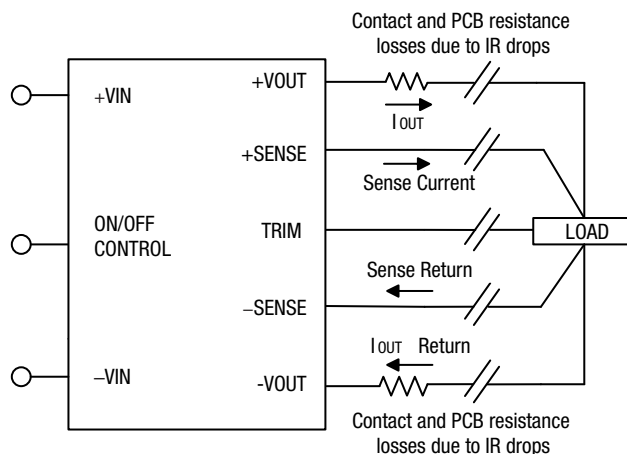 Contact and PCB resistance
losses due to IR drops
+VOUT
+VIN
IOUT
+SENSE
Sense Current
ON/OFF
CONTROL
TRIM
LOAD
Sense Return
−SENSE
IOUT Return
−VIN
-VOUT
Contact and PCB resistance
losses due to IR drops